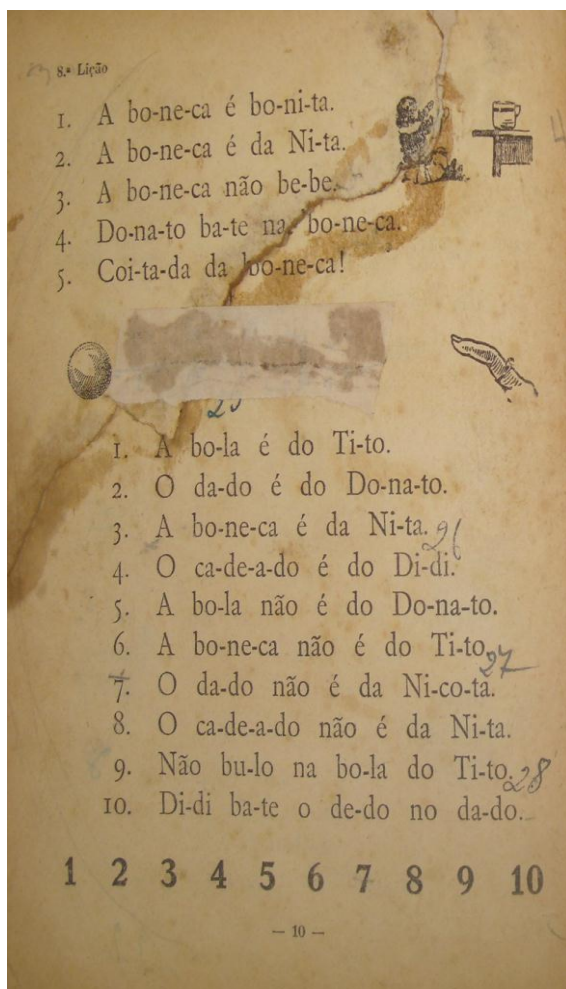 8.ª Lição
1. A bo-ne-ca é bo-ni-ta.
2. A bo-ne-ca é da Ni-ta.
3. A bo-ne-ca não be-be.
4. Do-na-to ba-te na bo-ne-ca.
5. Coi-ta-da da bo-ne-ca!
25
1. A bo-la é do Ti-to.
2. O da-do é do Do-na-to.
3. A bo-ne-ca é da Ni-ta. 26
4. O ca-de-a-do é do Di-di.
5. A bo-la não é do Do-na-to.
6. A bo-ne-ca não é do Ti-to. 27
7. O da-do não é da Ni-co-ta.
8. O ca-de-a-do não é da Ni-ta.
9. Não bu-lo na bo-la do Ti-to. 28
10. Di-di ba-te o de-do no da-do.
1 2 3 4 5 6 7 8 9 10
— 10 —